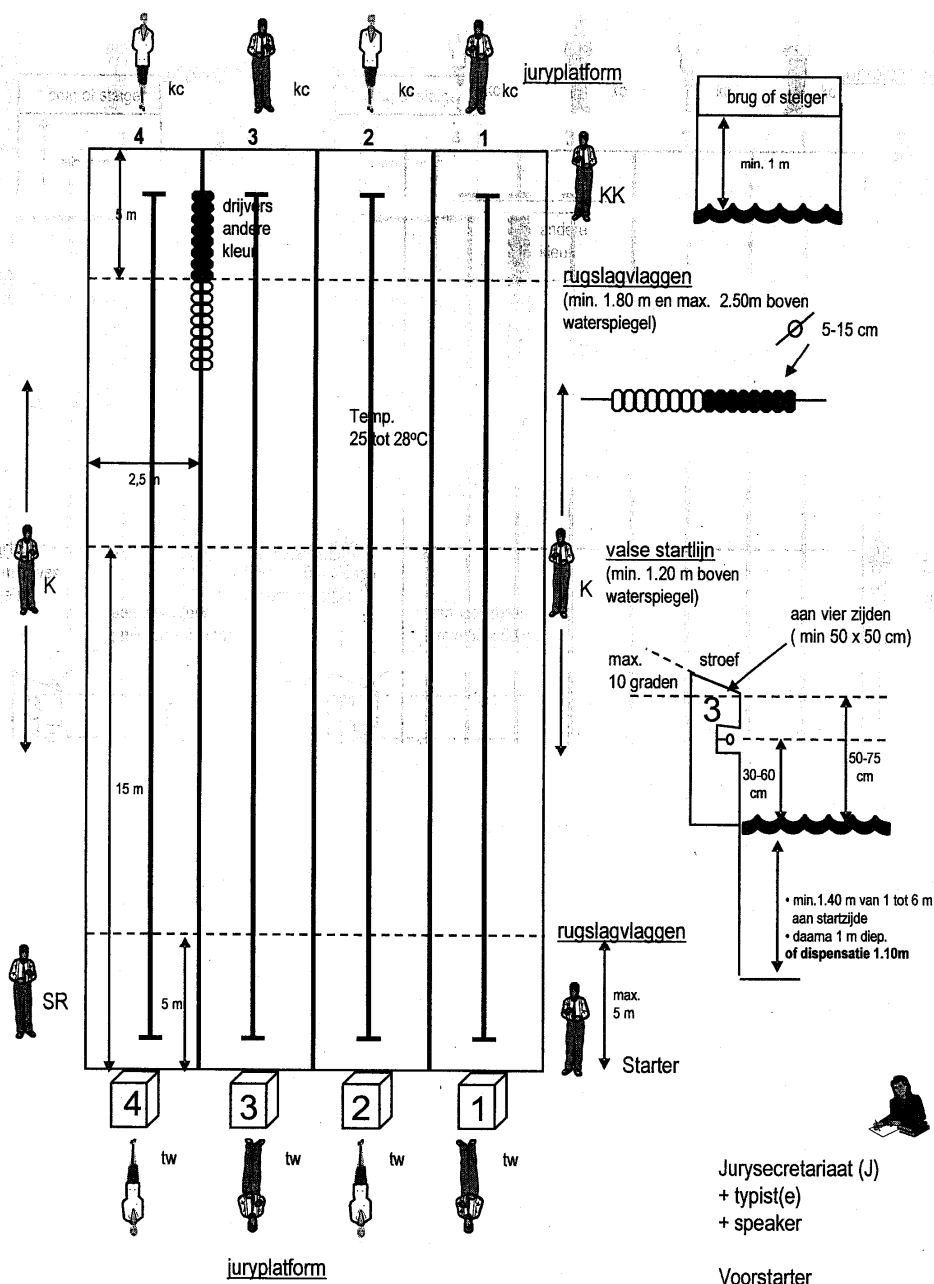 juryplatform
kc
kc
kc
kc
4
3
2
1
brug of steiger
min. 1 m
KK
5 m
drijvers
andere
kleur
rugslagvlaggen
(min. 1.80 m en max. 2.50m boven
waterspiegel)
5-15 cm
Temp.
25 tot 28ºC
2,5 m
K
K
valse startlijn
(min. 1.20 m boven
waterspiegel)
aan vier zijden
( min 50 x 50 cm)
max.
10 graden
stroef
3
30-60
cm
50-75
cm
15 m
• min.1.40 m van 1 tot 6 m
aan startzijde
• daarna 1 m diep.
of dispensatie 1.10m
rugslagvlaggen
SR
5 m
max.
5 m
Starter
4
3
2
1
tw
tw
tw
tw
juryplatform
Jurysecretariaat (J)
+ typist(e)
+ speaker
Voorstarter